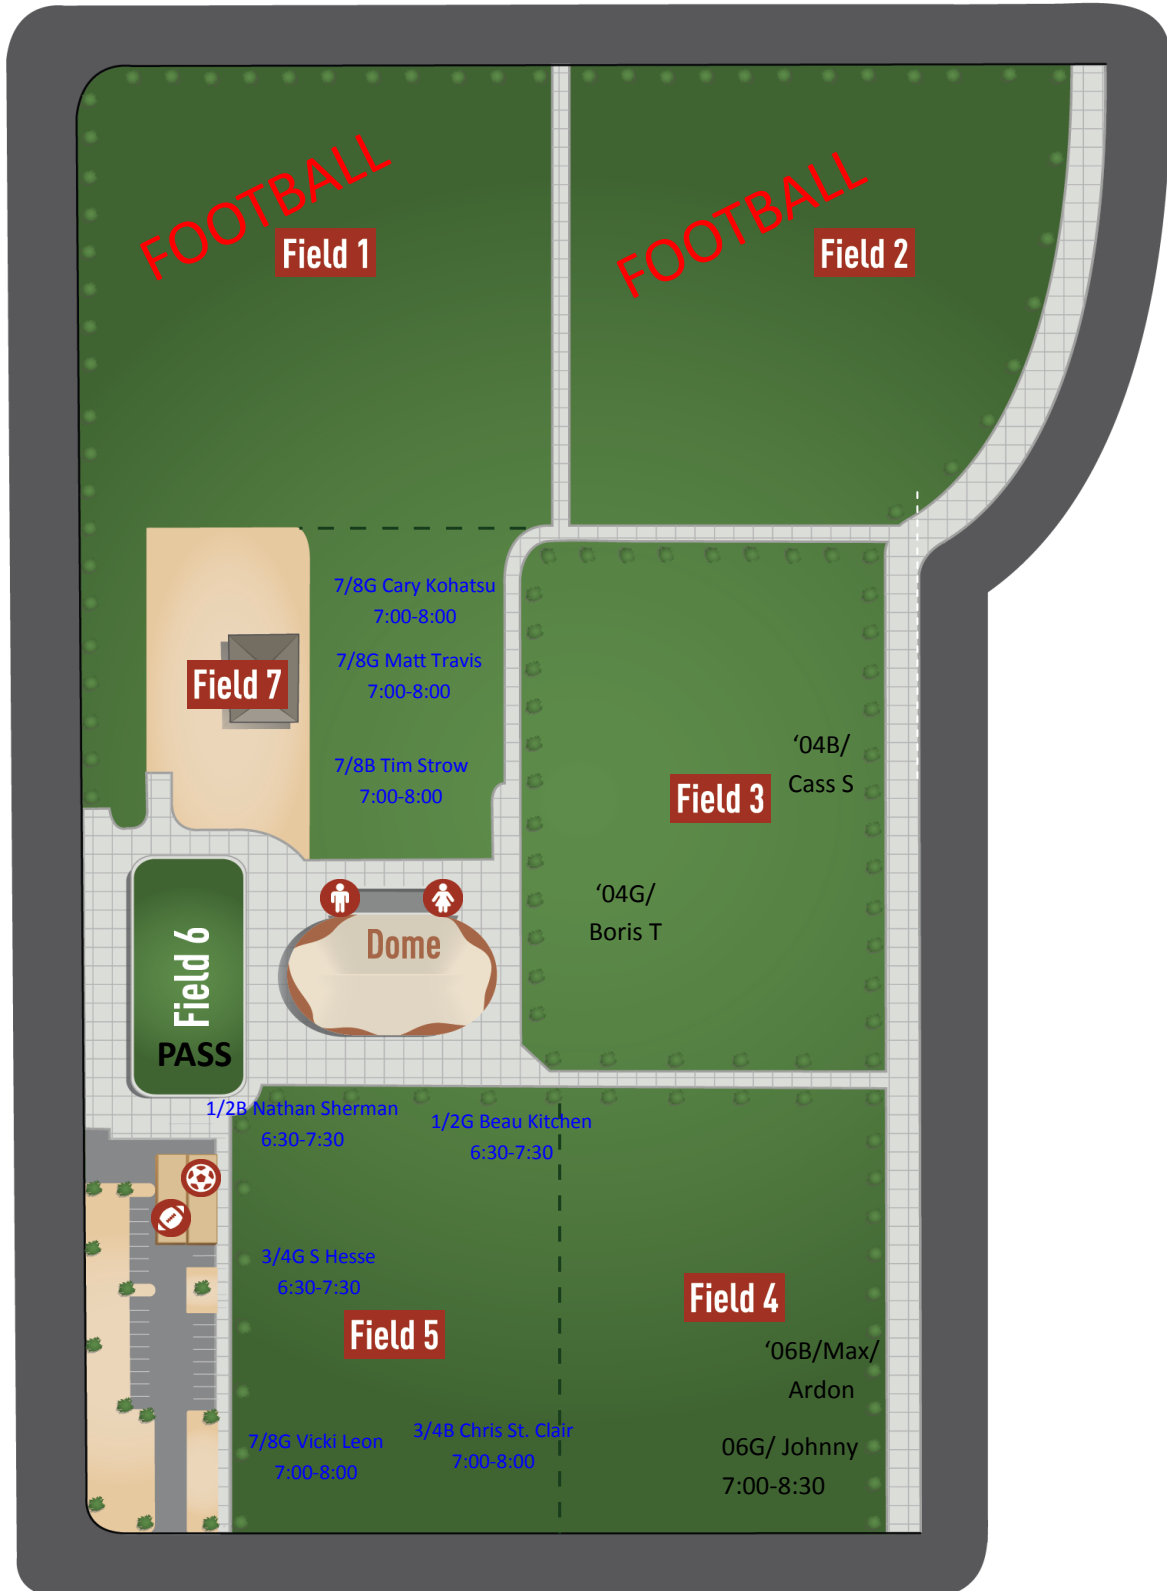 FOOTBALL
Field 1
FOOTBALL
Field 2
7/8G Cary Kohatsu
7:00-8:00
7/8G Matt Travis
7:00-8:00
Field 7
7/8B Tim Strow
7:00-8:00
‘04B/
Cass S
Field 3
‘04G/
Boris T
Dome
Field 6
PASS
1/2B Nathan Sherman
6:30-7:30
1/2G Beau Kitchen
6:30-7:30
3/4G S Hesse
6:30-7:30
Field 5
Field 4
‘06B/Max/
Ardon
7/8G Vicki Leon
7:00-8:00
3/4B Chris St. Clair
7:00-8:00
06G/ Johnny
7:00-8:30